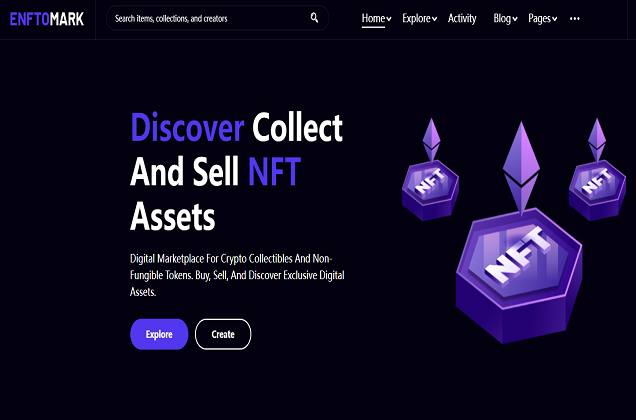 ENFTOMARK
Search items, collections, and creators
Home Explore Activity Blog Pages
Discover Collect
And Sell NFT
Assets
Digital Marketplace For Crypto Collectibles And Non-
Fungible Tokens. Buy, Sell, And Discover Exclusive Digital
Assets.
Explore Create
NFT
NFT
NFT